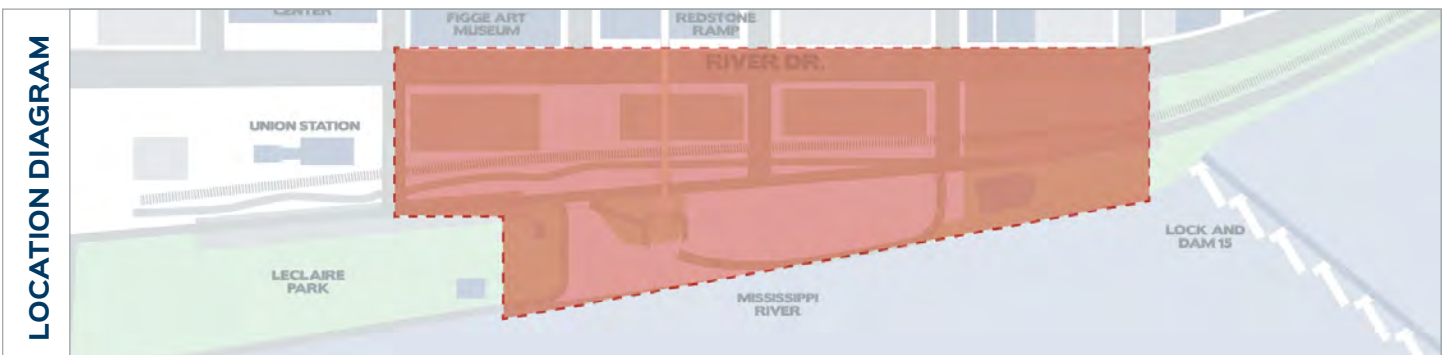 LOCATION DIAGRAM
CENTER
FIGGE ART
MUSEUM
REDSTONE
RAMP
RIVER DR.
UNION STATION
LECLAIRE
PARK
MISSISSIPPI
RIVER
LOCK AND
DAM 15